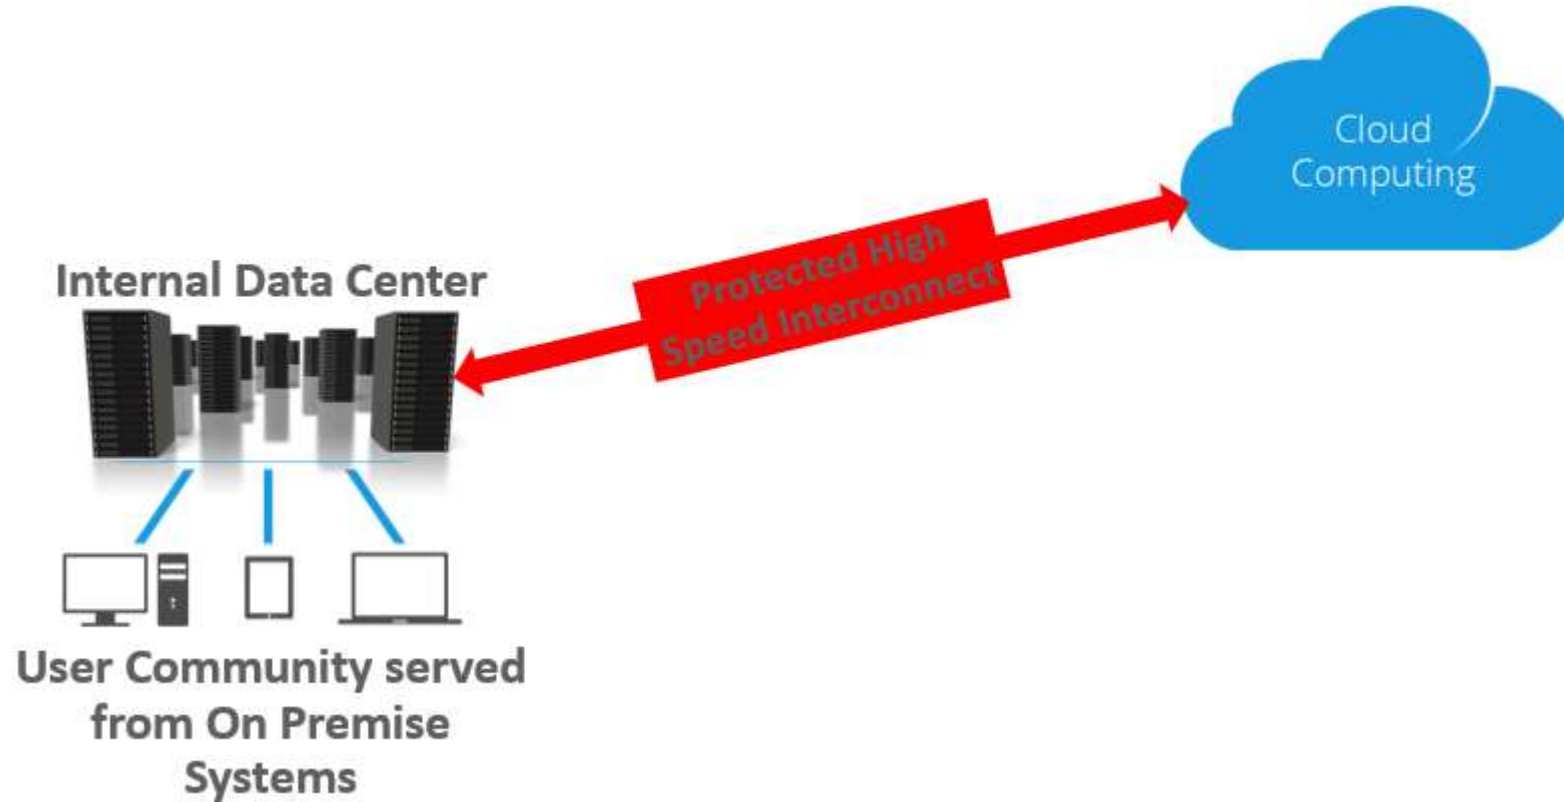 Cloud
Computing
Protected High
Speed Interconnect
Internal Data Center
User Community served
from On Premise
Systems